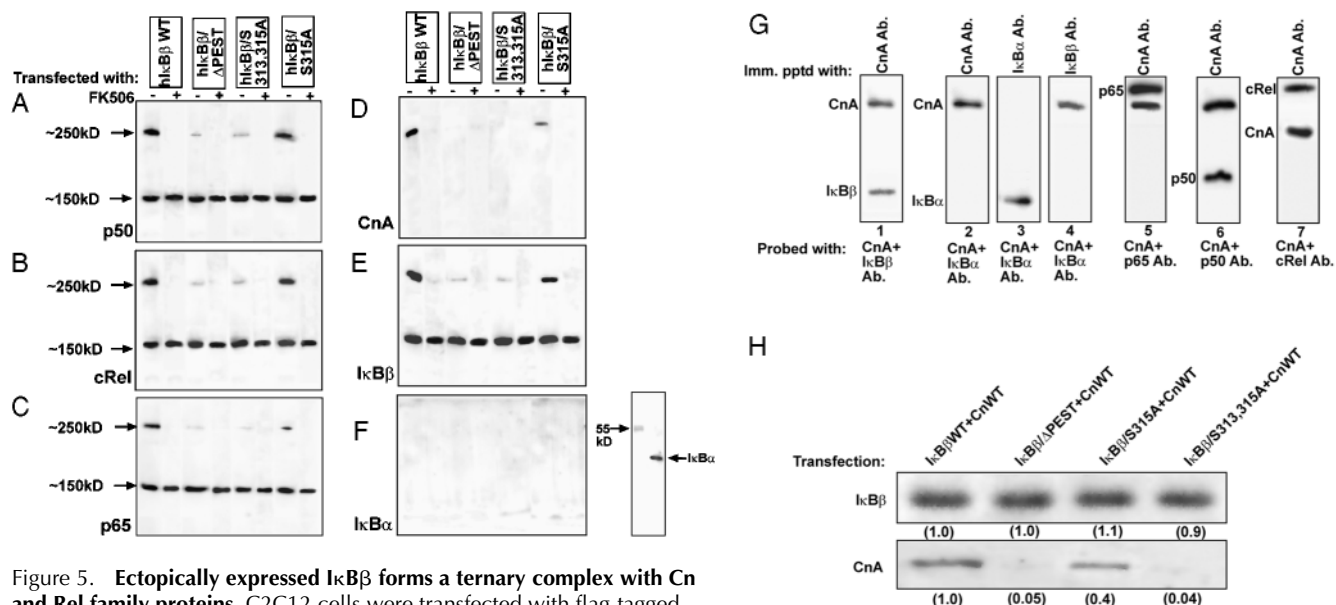 Transfected with:
hIκBβ WT
hIκBβ/
ΔPEST
hIκBβ/S
313,315A
hIκBβ/
S315A
- + - + - + - +
FK506
A
~250kD
~150kD
p50
B
~250kD
~150kD
cRel
C
~250kD
~150kD
p65
hIκBβ WT
hIκBβ/
ΔPEST
hIκBβ/S
313,315A
hIκBβ/
S315A
- + - + - + - +
D
CnA
E
IκBβ
F
IκBα
55
kD
IκBα
G
Imm. pptd with:
CnA Ab.
CnA Ab.
IκBα Ab.
IκBβ Ab.
CnA Ab.
CnA Ab.
CnA Ab.
CnA
IκBβ
CnA
IκBα
p65
p50
cRel
CnA
1 2 3 4 5 6 7
Probed with:
CnA+
IκBβ
Ab.
CnA+
IκBα
Ab.
CnA+
IκBα
Ab.
CnA+
IκBα
Ab.
CnA+
p65 Ab.
CnA+
p50 Ab.
CnA+
cRel Ab.
H
Transfection:
IκBβWT+CnWT
IκBβ/ΔPEST+CnWT
IκBβ/S315A+CnWT
IκBβ/S313,315A+CnWT
IκBβ
(1.0) (1.0) (1.1) (0.9)
CnA
(1.0) (0.05) (0.4) (0.04)
Figure 5. Ectopically expressed IκBβ forms a ternary complex with Cn
and Rel family proteins. C2C12 cells were transfected with flag-tagged